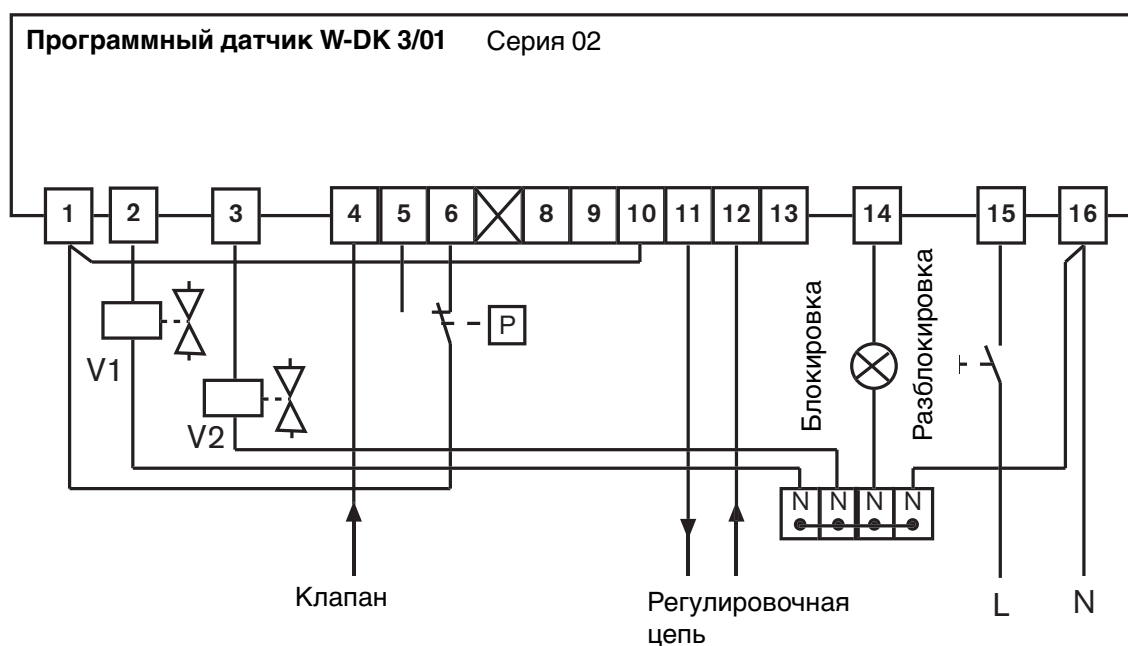 Программный датчик W-DK 3/01 Серия 02
1 2 3 4 5 6 8 9 10 11 12 13 14 15 16
P
V1
V2
Блокировка
Разблокировка
N N N N
Клапан
Регулировочная
цепь
L N